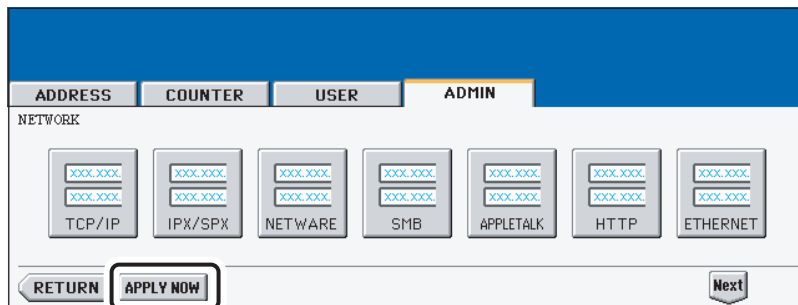 ADDRESS COUNTER USER ADMIN
NETWORK
XXX.XXX. XXX.XXX. XXX.XXX. XXX.XXX. XXX.XXX. XXX.XXX. XXX.XXX.
XXX.XXX. XXX.XXX. XXX.XXX. XXX.XXX. XXX.XXX. XXX.XXX. XXX.XXX.
TCP/IP IPX/SPX NETWARE SMB APPLETALK HTTP ETHERNET
RETURN APPLY NOW Next